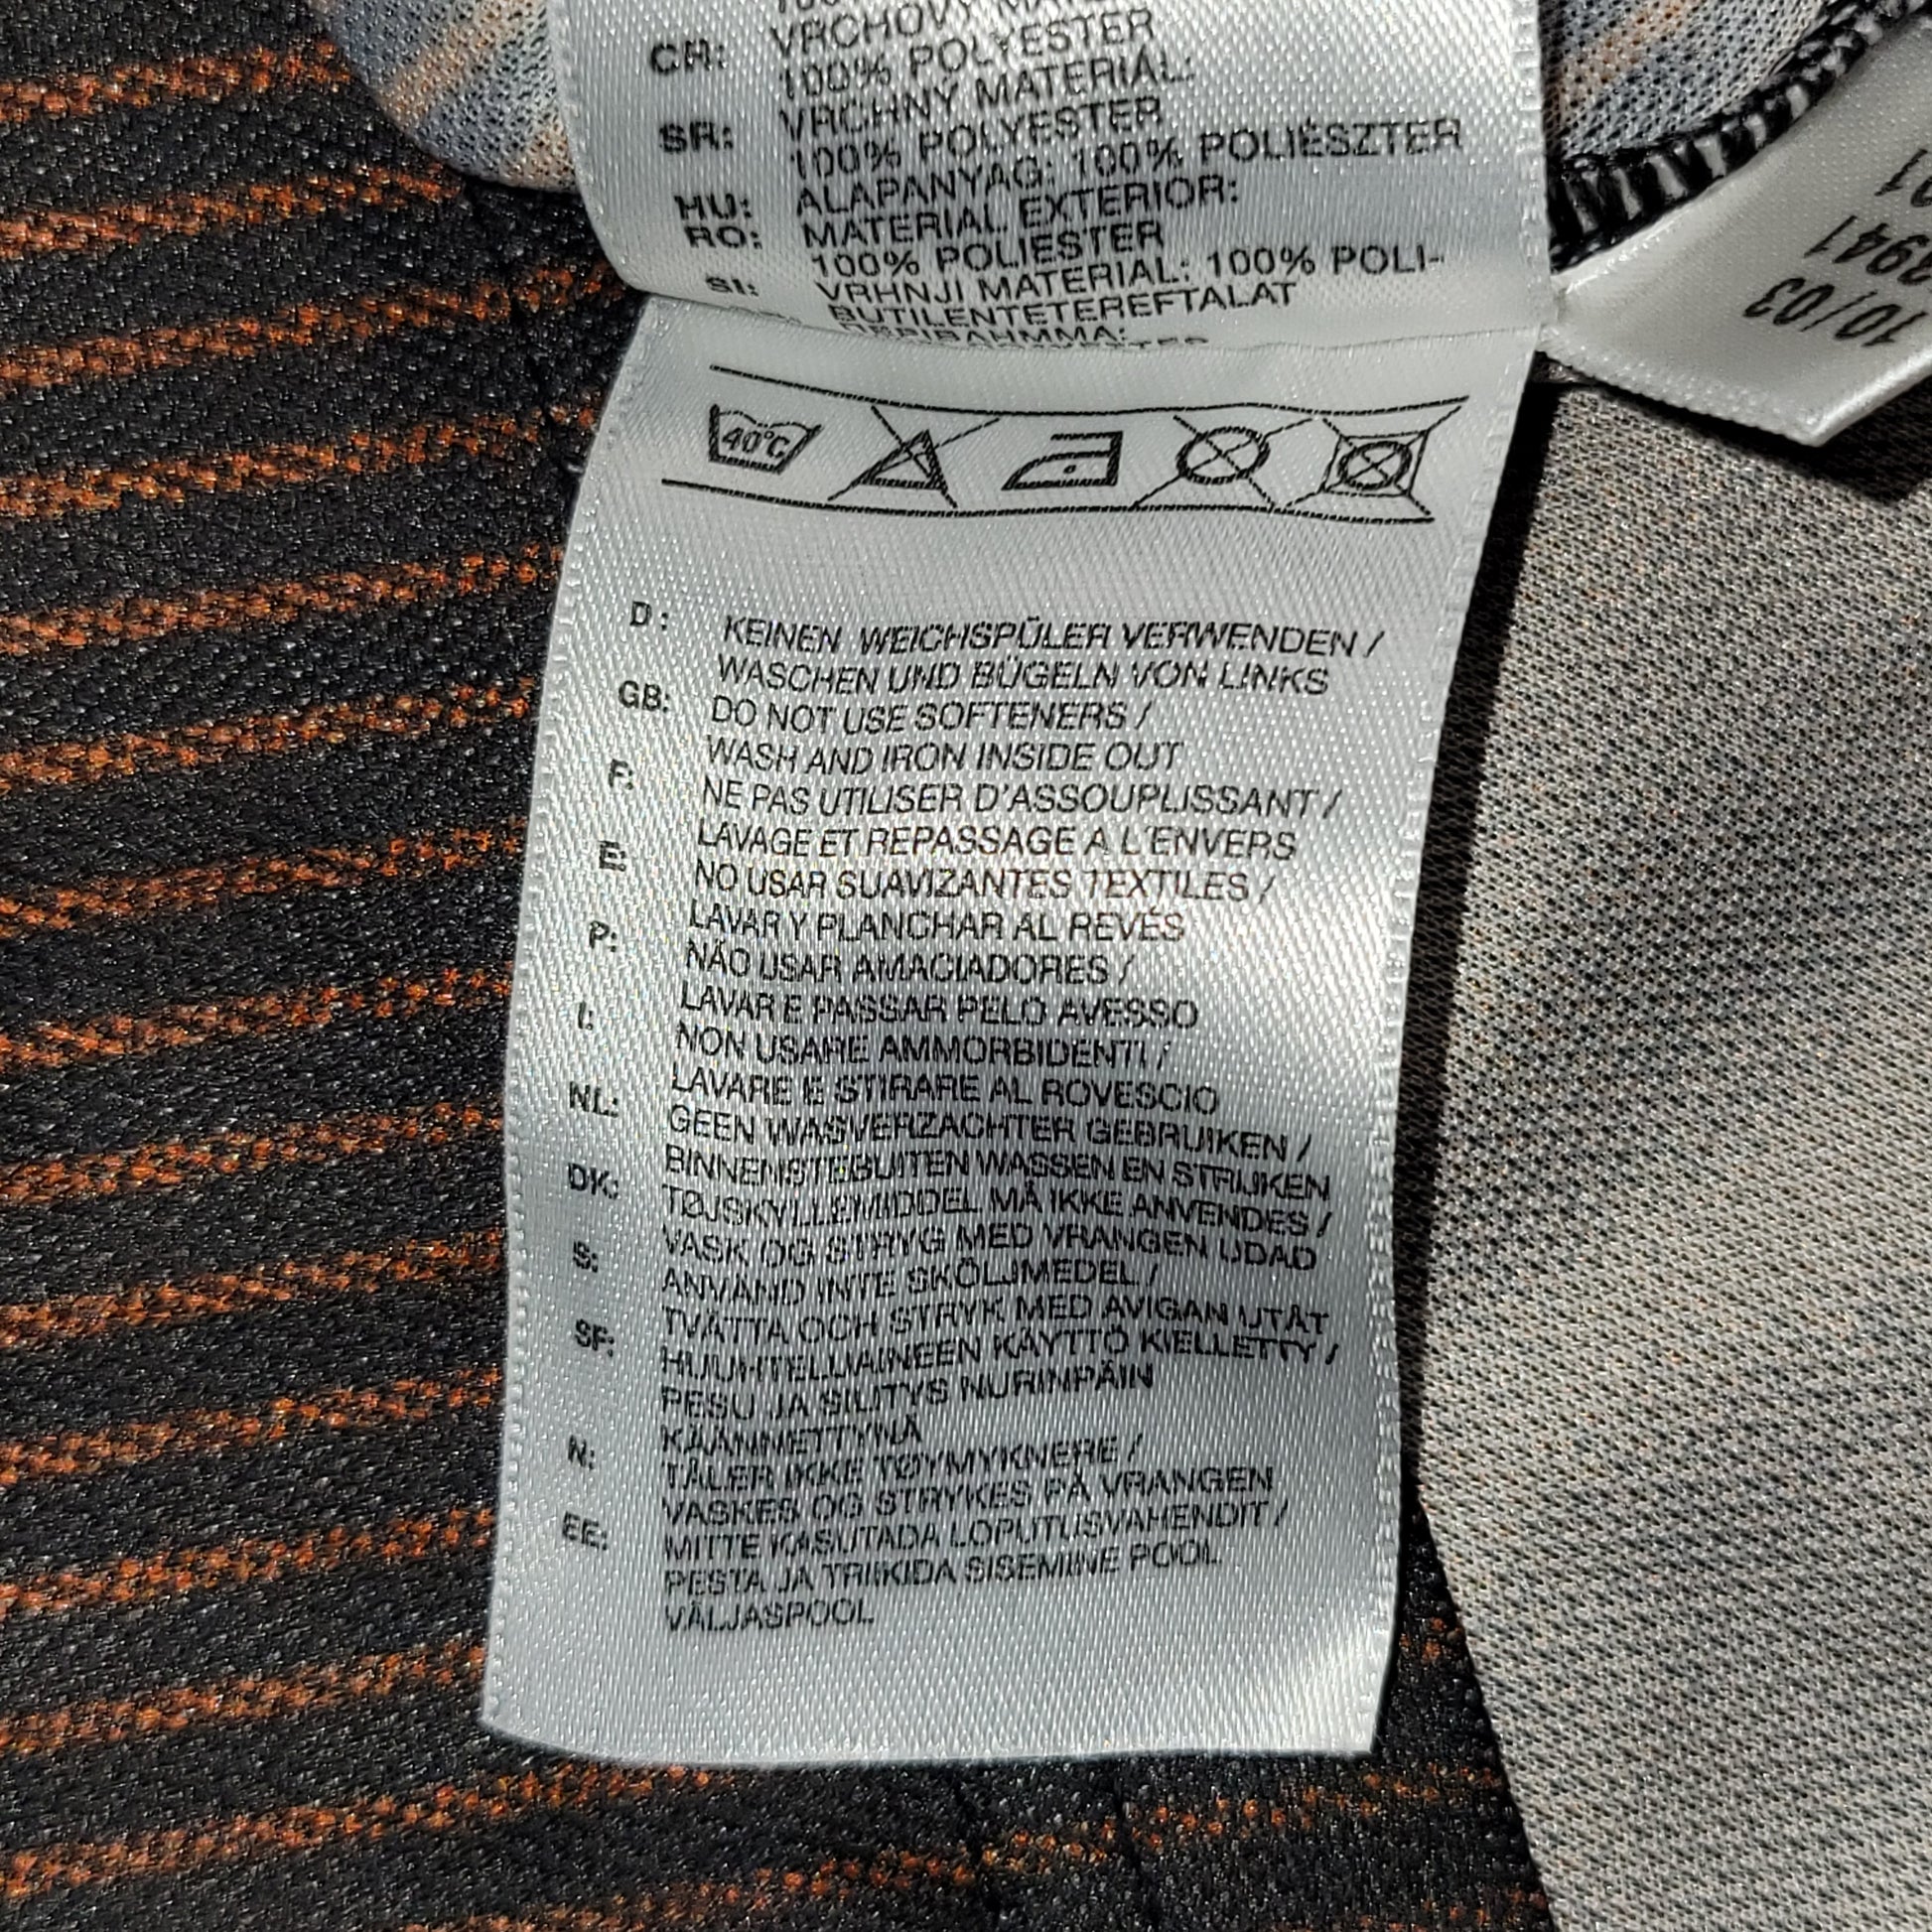 CR: VRCHOVÝ
100% POLYESTER
SR: VRCHNÝ MATERIÁL:
100% POLYESTER
HU: ALAPANYAG: 100% POLIÉSZTER
RO: MATERIAL EXTERIOR:
100% POLIESTER
SI: VRHNJI MATERIAL: 100% POLI-
BUTILENTETEREFTALAT
40°C
D: KEINEN WEICHSPÜLER VERWENDEN /
WASCHEN UND BÜGELN VON LINKS
GB: DO NOT USE SOFTENERS /
WASH AND IRON INSIDE OUT
F: NE PAS UTILISER D'ASSOUPLISSANT /
LAVAGE ET REPASSAGE A L'ENVERS
E: NO USAR SUAVIZANTES TEXTILES /
LAVAR Y PLANCHAR AL REVÉS
P: NÃO USAR AMACIADORES /
LAVAR E PASSAR PELO AVESSO
I: NON USARE AMMORBIDENTI /
LAVARE E STIRARE AL ROVESCIO
NL: GEEN WASVERZACHTER GEBRUIKEN /
BINNENSTEBUITEN WASSEN EN STRIJKEN
DK: TØJSKYLLEMIDDEL MÅ IKKE ANVENDES /
VASK OG STRYG MED VRANGEN UDAD
S: ANVÄND INTE SKÖLJMEDEL /
TVÄTTA OCH STRYK MED AVIGAN UTÅT
SF: HUUHTELUAINEEN KÄYTTÖ KIELLETTY /
PESU JA SILITYS NURINPÄIN
KÄÄNNETTYNÄ
N: TÅLER IKKE TØYMYKNERE /
VASKES OG STRYKES PÅ VRANGEN
EE: MITTE KASUTADA LOPUTUSVAHENDIT /
PESTA JA TRIIKIDA SISEMINE POOL
VÄLJASPOOL
10/03